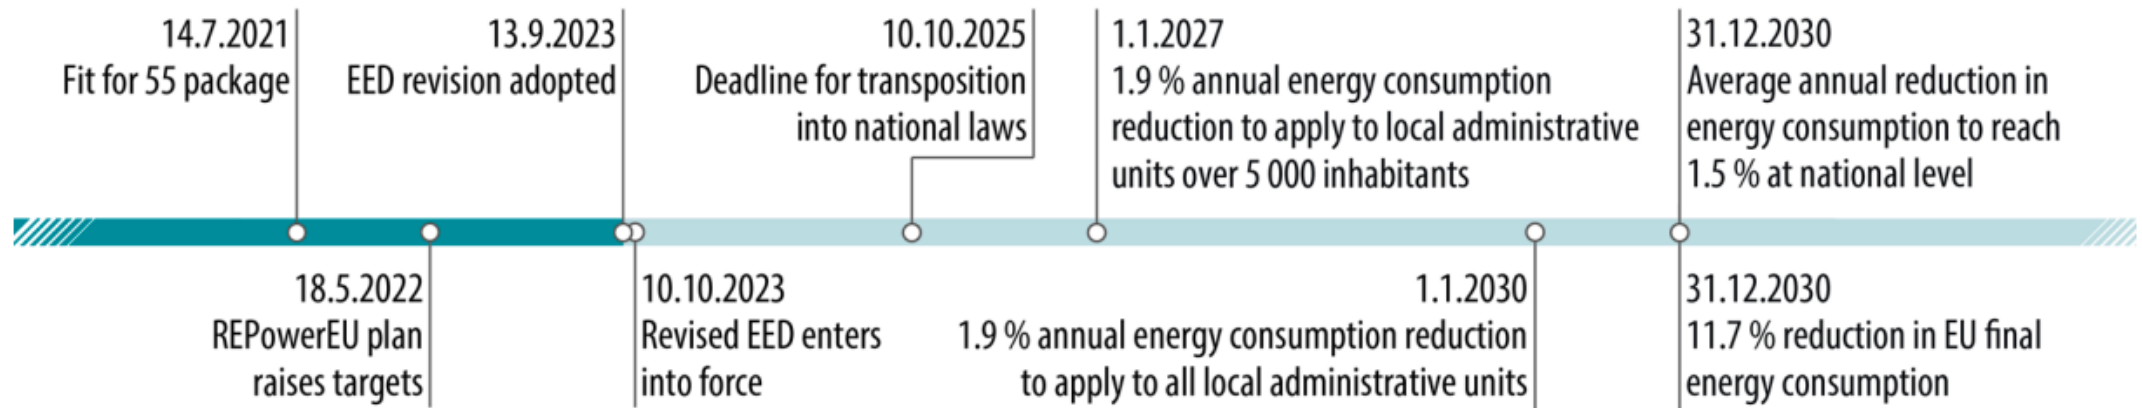 14.7.2021
Fit for 55 package
13.9.2023
EED revision adopted
10.10.2025
Deadline for transposition
into national laws
1.1.2027
1.9 % annual energy consumption
reduction to apply to local administrative
units over 5 000 inhabitants
31.12.2030
Average annual reduction in
energy consumption to reach
1.5 % at national level
18.5.2022
REPowerEU plan
raises targets
10.10.2023
Revised EED enters
into force
1.1.2030
1.9 % annual energy consumption reduction
to apply to all local administrative units
31.12.2030
11.7 % reduction in EU final
energy consumption